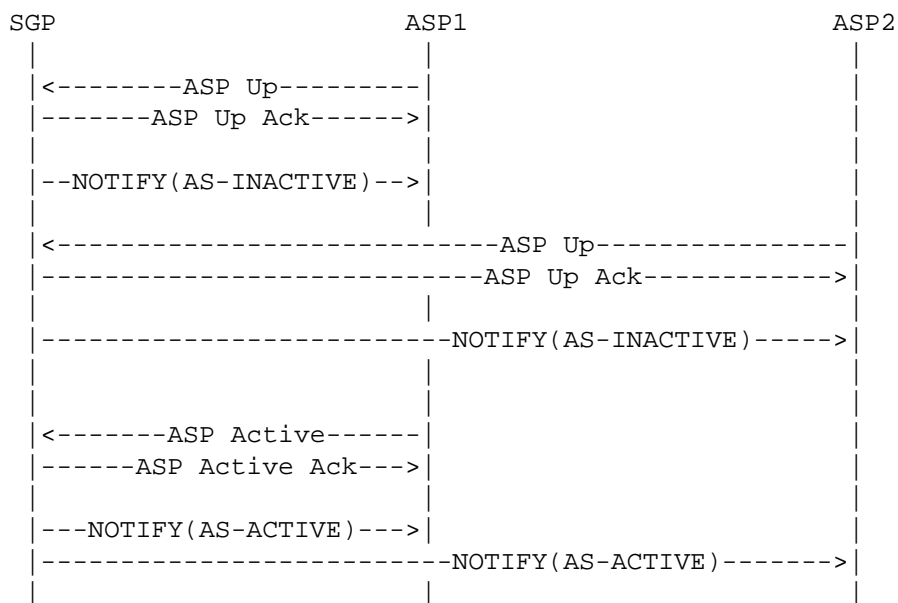 SGP                     ASP1                      ASP2
 |                        |                         |
 |<--------ASP Up---------|                         |
 |-------ASP Up Ack------>|                         |
 |                        |                         |
 |--NOTIFY(AS-INACTIVE)-->|                         |
 |                        |                         |
 |<----------------------------ASP Up---------------|
 |----------------------------ASP Up Ack------------>|
 |                        |                         |
 |--------------------------NOTIFY(AS-INACTIVE)----->|
 |                        |                         |
 |                        |                         |
 |<-------ASP Active------|                         |
 |------ASP Active Ack--->|                         |
 |                        |                         |
 |---NOTIFY(AS-ACTIVE)--->|                         |
 |--------------------------NOTIFY(AS-ACTIVE)------->|
 |                        |                         |